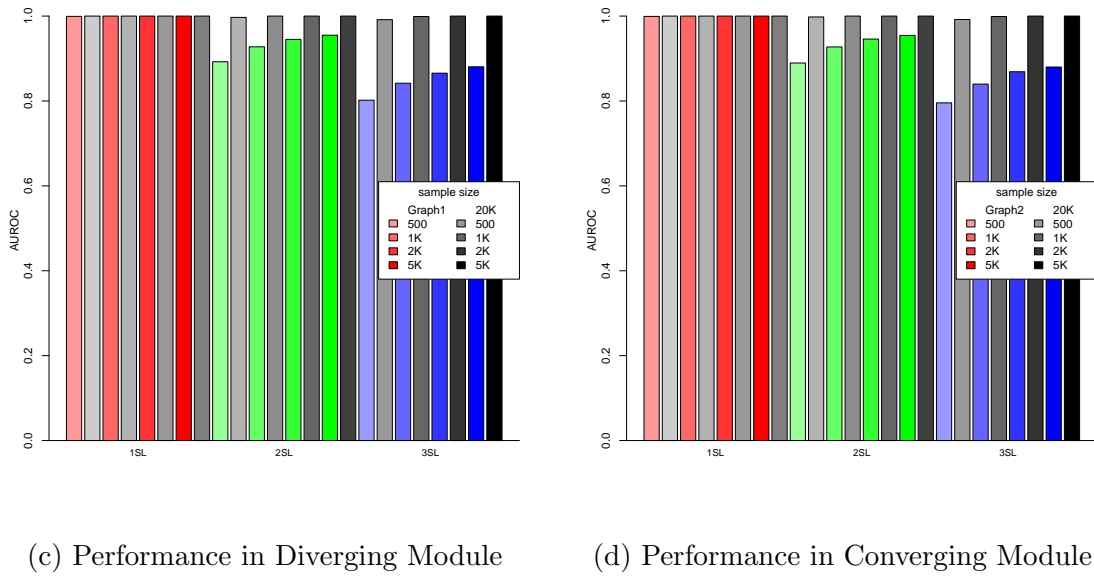 1.0
0.8
0.6
0.4
0.2
0.0
AUROC
1SL
2SL
3SL
sample size
Graph1 20K
500 500
1K 1K
2K 2K
5K 5K
(c) Performance in Diverging Module
1.0
0.8
0.6
0.4
0.2
0.0
AUROC
1SL
2SL
3SL
sample size
Graph2 20K
500 500
1K 1K
2K 2K
5K 5K
(d) Performance in Converging Module